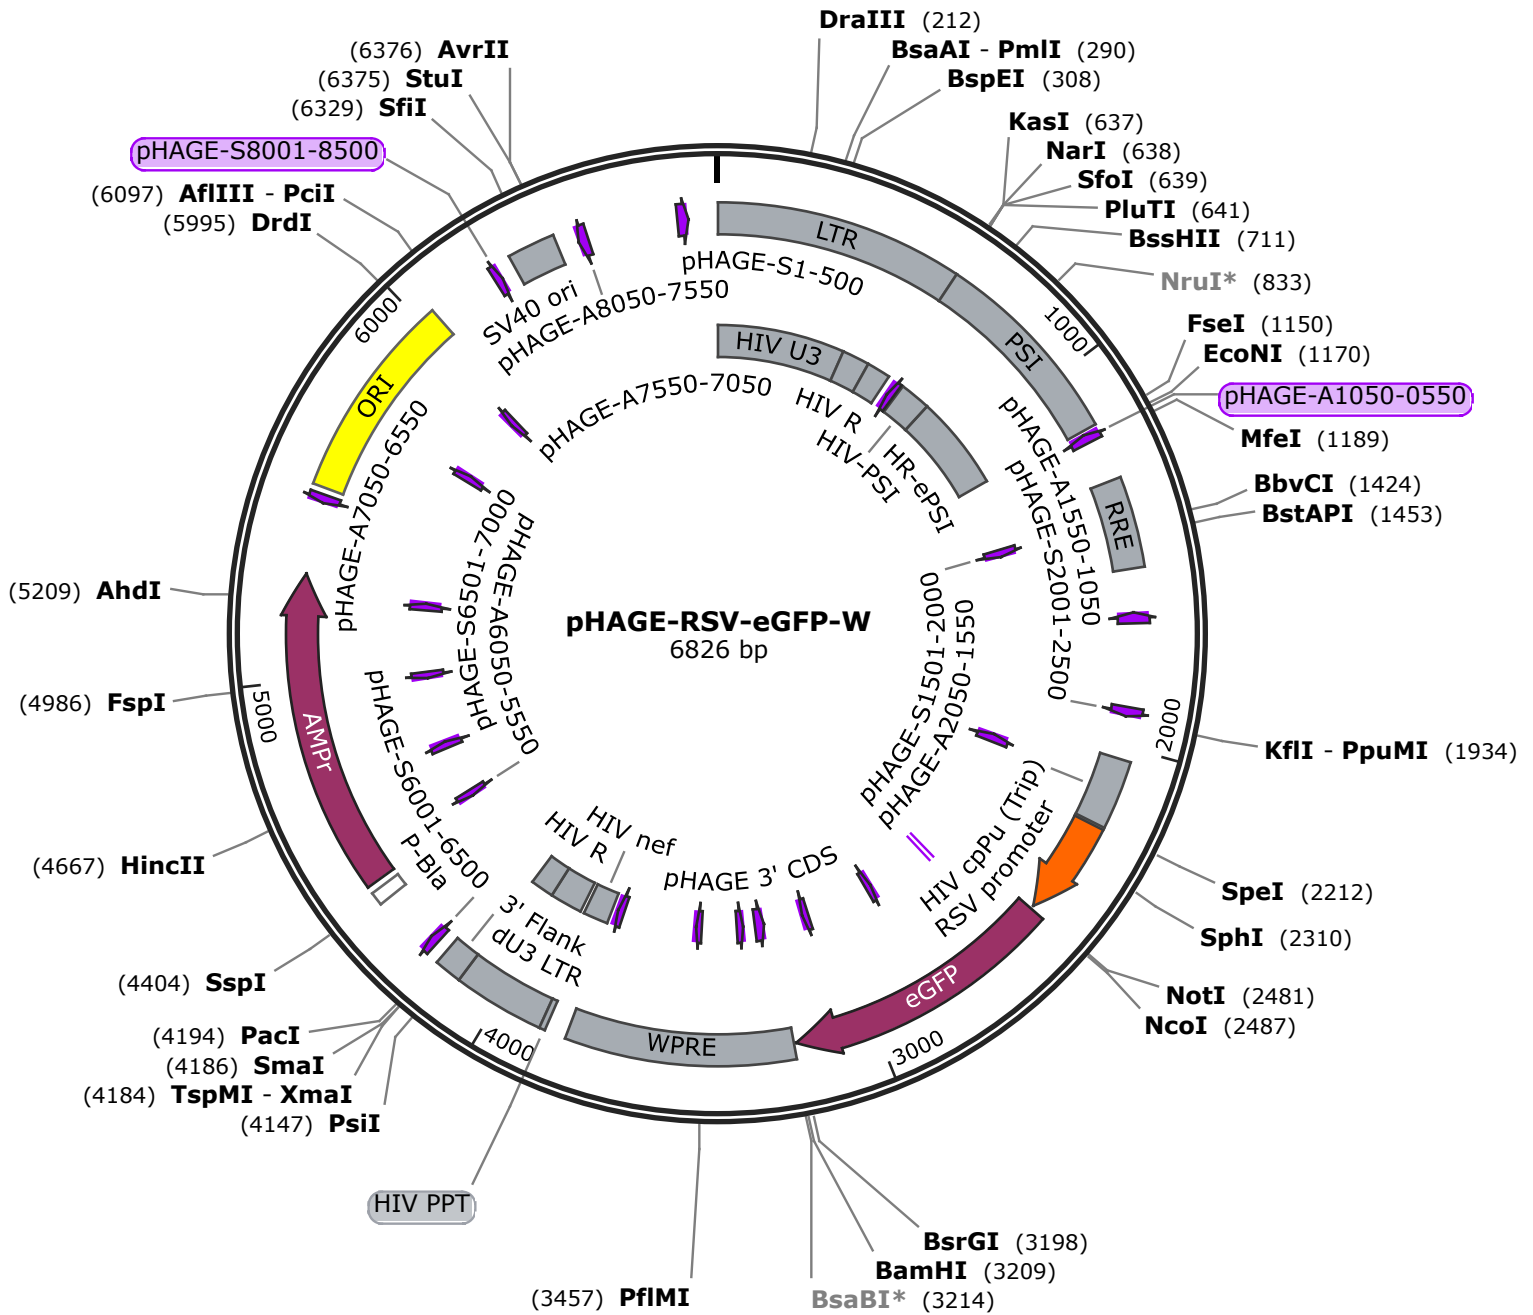 pHAGE-RSV-eGFP-W
6826 bp
DraIII (212)
BsaAI - PmlI (290)
BspEI (308)
KasI (637)
NarI (638)
SfoI (639)
PluTI (641)
BssHII (711)
NruI* (833)
FseI (1150)
EcoNI (1170)
pHAGE-A1050-0550
MfeI (1189)
BbvCI (1424)
BstAPI (1453)
KflI - PpuMI (1934)
SpeI (2212)
SphI (2310)
NotI (2481)
NcoI (2487)
BsrGI (3198)
BamHI (3209)
BsaBI* (3214)
(3457) PflMI
HIV PPT
(4147) PsiI
(4184) TspMI - XmaI
(4186) SmaI
(4194) PacI
(4404) SspI
(4667) HincII
(4986) FspI
(5209) AhdI
(5995) DrdI
(6097) AflIII - PciI
pHAGE-S8001-8500
(6329) SfiI
(6375) StuI
(6376) AvrII
1000
2000
3000
4000
5000
6000
LTR
PSI
pHAGE-S1-500
HIV U3
HIV R
HIV-PSI
HR-ePSI
pHAGE-A1550-1050
RRE
pHAGE-S2001-2500
pHAGE-S1501-2000
pHAGE-A2050-1550
HIV cpPu (Trip)
RSV promoter
eGFP
pHAGE 3' CDS
WPRE
HIV nef
HIV R
dU3 LTR
3' Flank
P-Bla
pHAGE-S6001-6500
AMPr
pHAGE-A6050-5550
pHAGE-S6501-7000
pHAGE-A7050-6550
ORI
pHAGE-A7550-7050
SV40 ori
pHAGE-A8050-7550